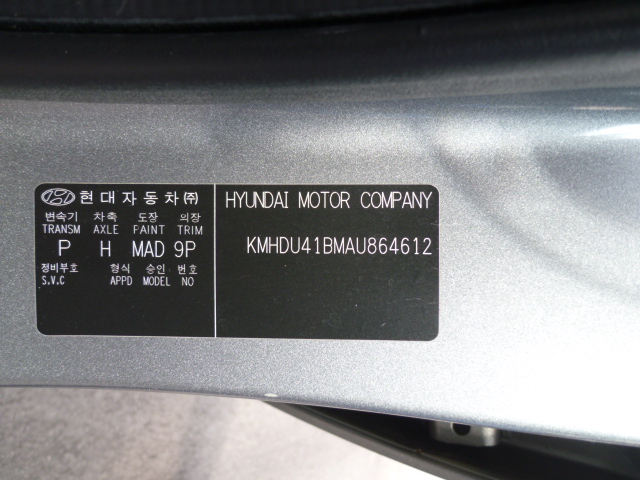 현대자동차㈜
변속기 차축 도장 의장
TRANSM AXLE PAINT TRIM
P H MAD 9P
정비부호 형식 승인 번호
S.V.C APPD MODEL NO
HYUNDAI MOTOR COMPANY
KMHDU41BMAU864612